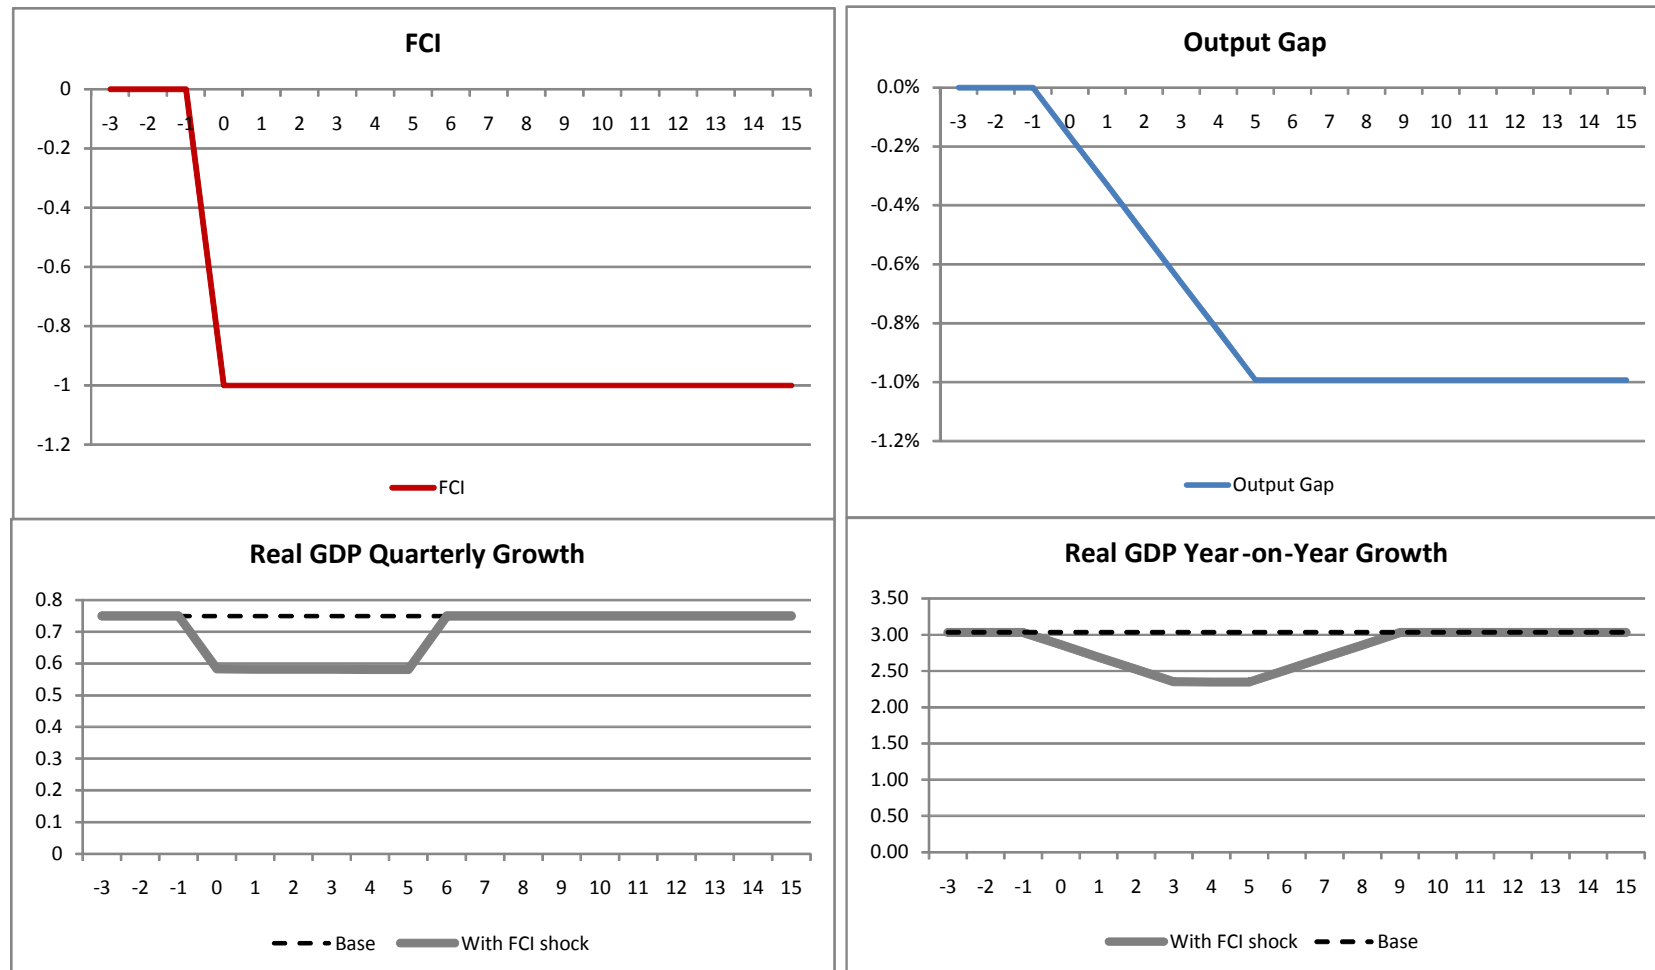 FCI
0
-0.2
-0.4
-0.6
-0.8
-1
-1.2
-3 -2 -1 0 1 2 3 4 5 6 7 8 9 10 11 12 13 14 15
FCI
Output Gap
0.0%
-0.2%
-0.4%
-0.6%
-0.8%
-1.0%
-1.2%
-3 -2 -1 0 1 2 3 4 5 6 7 8 9 10 11 12 13 14 15
Output Gap
Real GDP Quarterly Growth
0.8
0.7
0.6
0.5
0.4
0.3
0.2
0.1
0
-3 -2 -1 0 1 2 3 4 5 6 7 8 9 10 11 12 13 14 15
Base With FCI shock
Real GDP Year-on-Year Growth
3.50
3.00
2.50
2.00
1.50
1.00
0.50
0.00
-3 -2 -1 0 1 2 3 4 5 6 7 8 9 10 11 12 13 14 15
With FCI shock Base